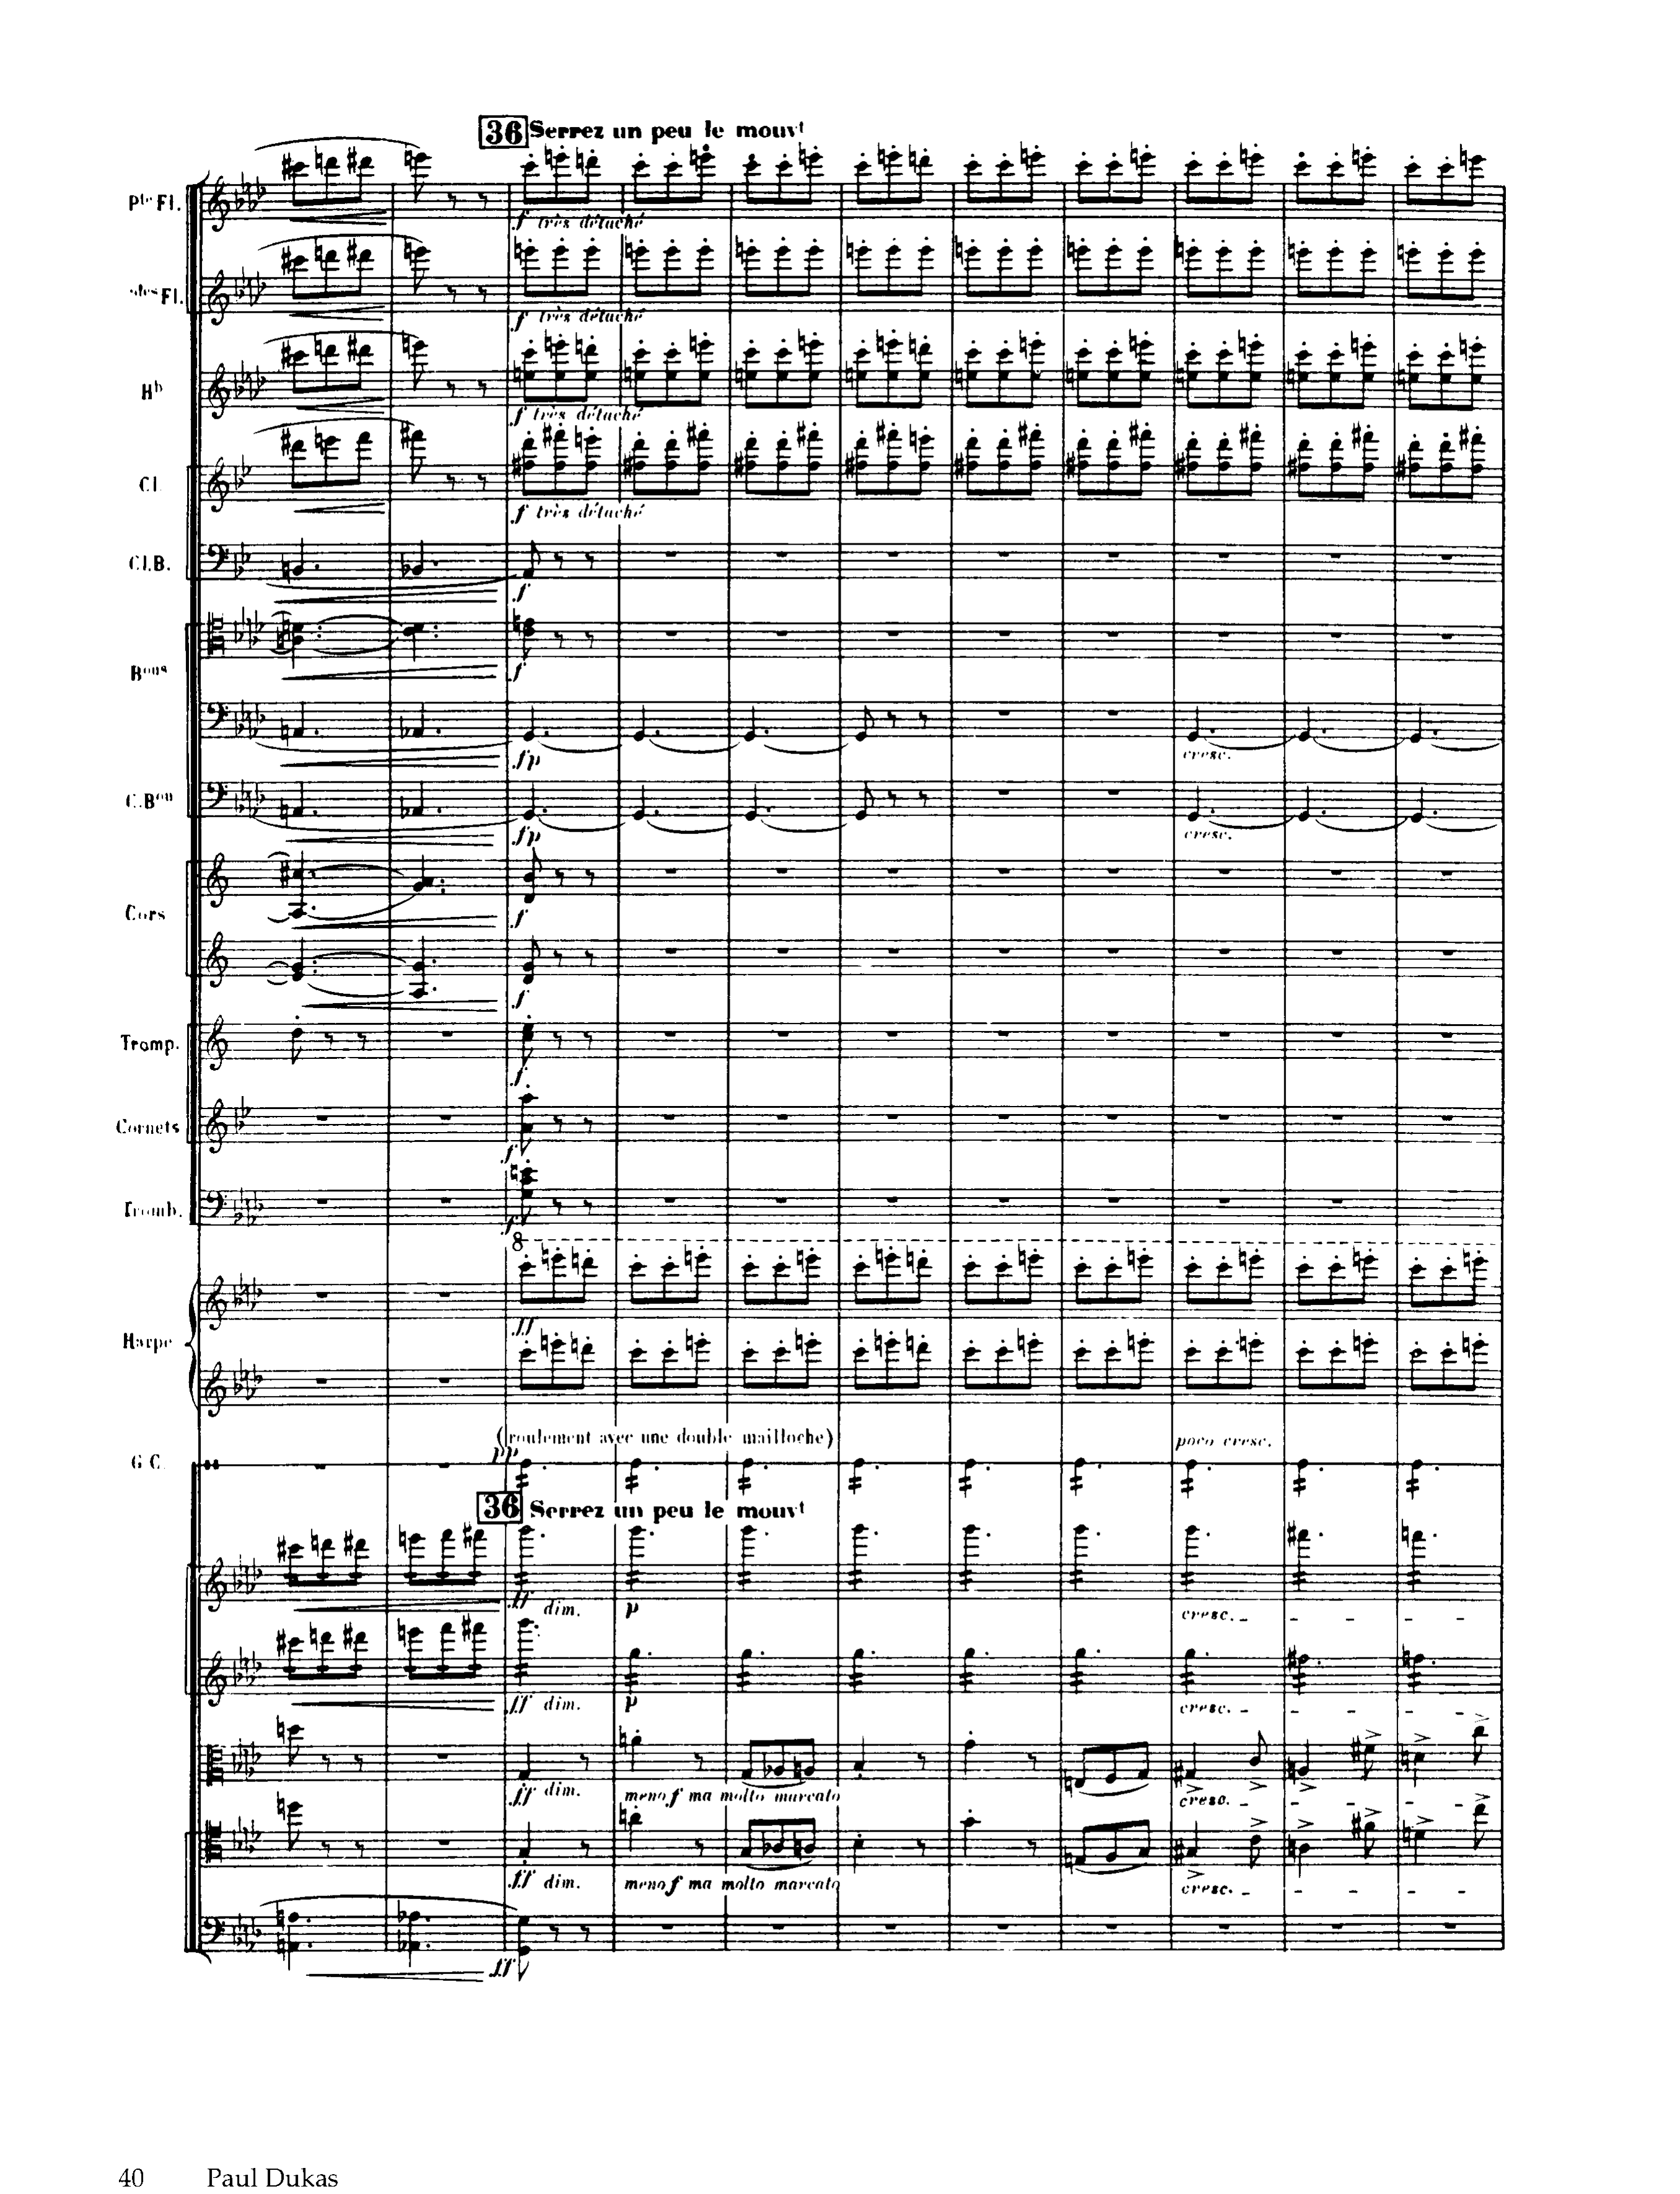 36 Serrez un peu le mouvt
Pte Fl.
f très détaché
Fl.
f très détaché
Hb
f très détaché
Cl.
f très détaché
Cl.B.
f
Bons
f
fp
cresc.
C.Bon
fp
cresc.
Cors
f
f
Tromp.
f
Cornets
f
Tromb.
f
8
Harpe
ff
(roulement avec une double mailloche)
poco cresc.
G.C.
pp
36 Serrez un peu le mouvt
ff dim. p cresc.
ff dim. p cresc.
ff dim. meno f ma molto marcato cresc.
ff dim. meno f ma molto marcato cresc.
ff
40 Paul Dukas